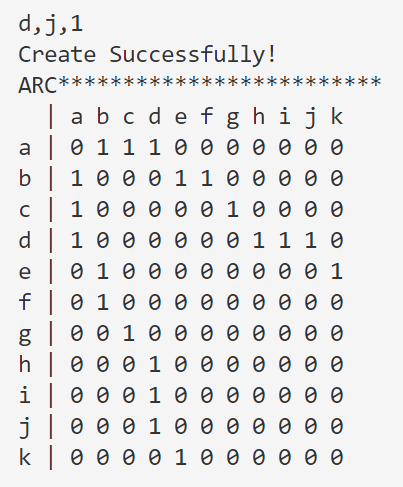 d,j,1
Create Successfully!
ARC*************************
  | a b c d e f g h i j k
a | 0 1 1 1 0 0 0 0 0 0 0
b | 1 0 0 0 1 1 0 0 0 0 0
c | 1 0 0 0 0 0 1 0 0 0 0
d | 1 0 0 0 0 0 0 1 1 1 0
e | 0 1 0 0 0 0 0 0 0 0 1
f | 0 1 0 0 0 0 0 0 0 0 0
g | 0 0 1 0 0 0 0 0 0 0 0
h | 0 0 0 1 0 0 0 0 0 0 0
i | 0 0 0 1 0 0 0 0 0 0 0
j | 0 0 0 1 0 0 0 0 0 0 0
k | 0 0 0 0 1 0 0 0 0 0 0